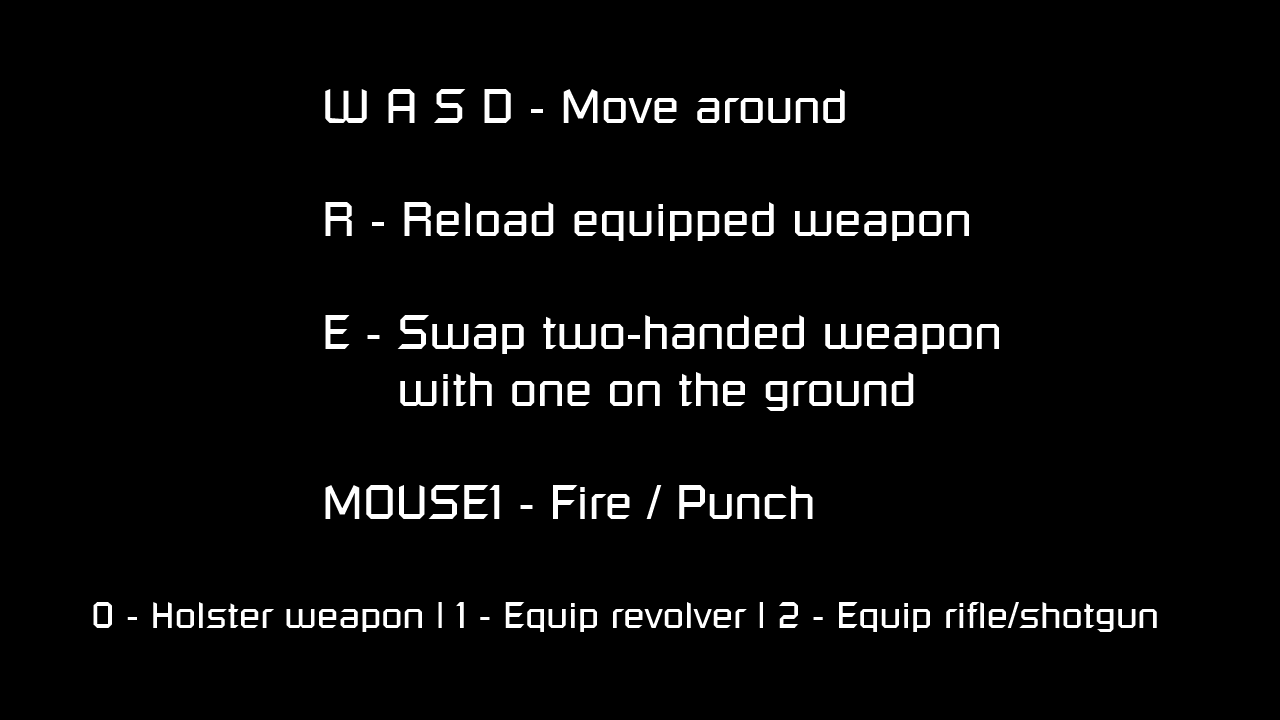 W A S D - Move around
R - Reload equipped weapon
E - Swap two-handed weapon
with one on the ground
MOUSE1 - Fire / Punch
0 - Holster weapon | 1 - Equip revolver | 2 - Equip rifle/shotgun